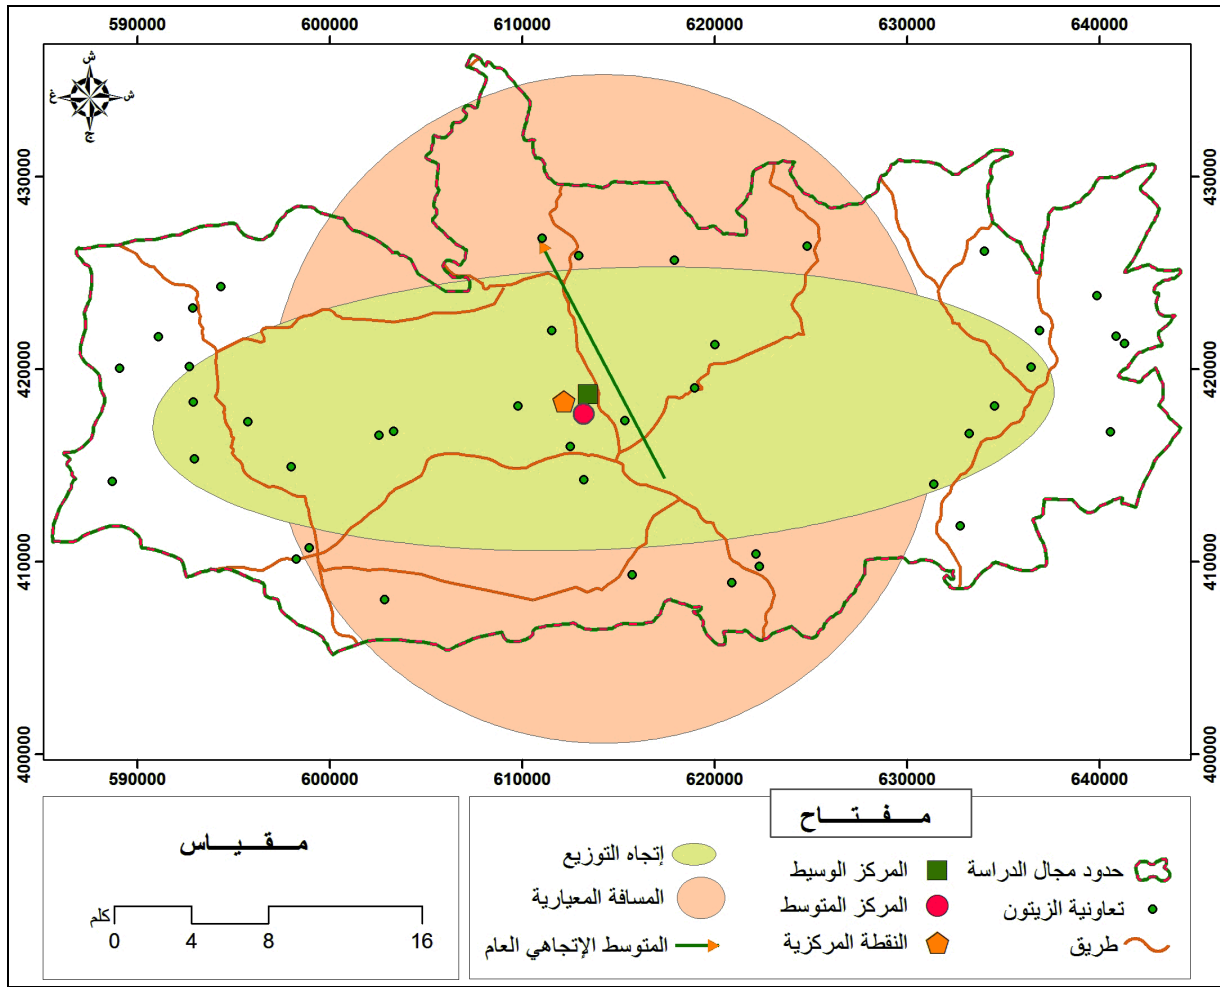 590000 600000 610000 620000 630000 640000
ش
غ ش
ج
430000 430000
420000 420000
410000 410000
400000 400000
590000 600000 610000 620000 630000 640000
مـــفـــتـــاح
حدود مجال الدراسة
تعاونية الزيتون
طريق
المركز الوسيط
المركز المتوسط
النقطة المركزية
إتجاه التوزيع
المسافة المعيارية
المتوسط الإتجاهي العام
مـــقـــيـــاس
كلم
0 4 8 16